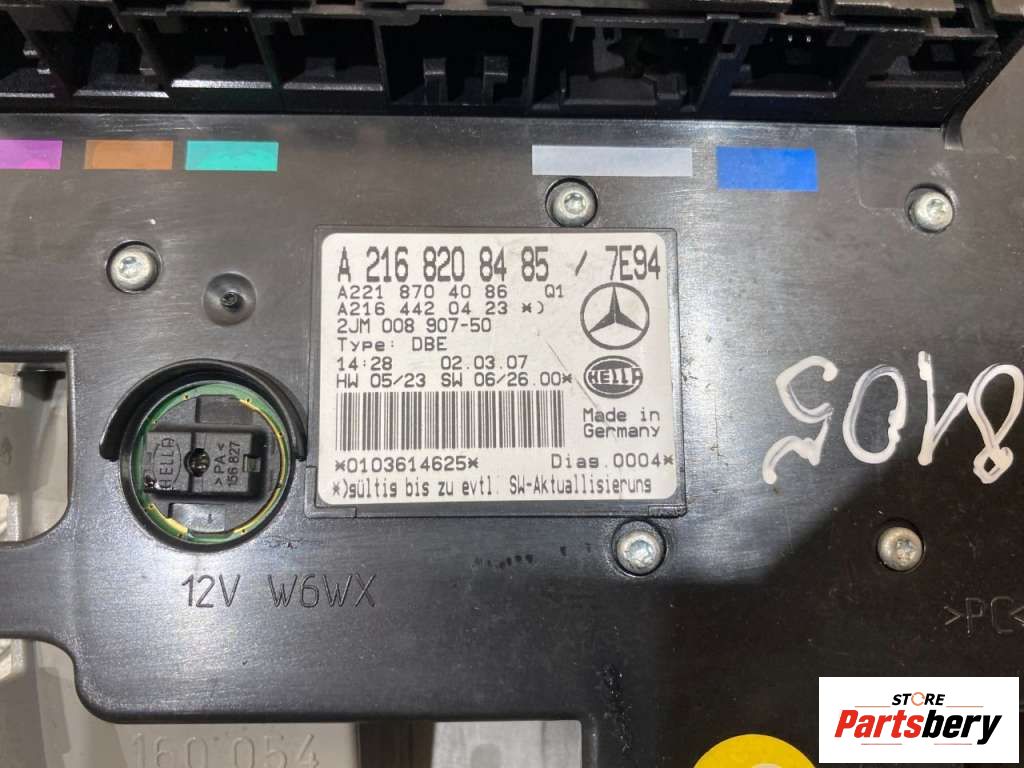 A 216 820 84 85 / 7E94
A221 870 40 86 Q1
A216 442 04 23 *)
2JM 008 907-50
Type: DBE
14:28 02.03.07
HW 05/23 SW 06/26.00*
HELLA
Made in
Germany
*0103614625* Diag.0004*
*)gültig bis zu evtl. SW-Aktuallisierung
8105
HELLA
>PA<
156 827
12V W6WX
>PC<
160 054
STORE
Partsbery